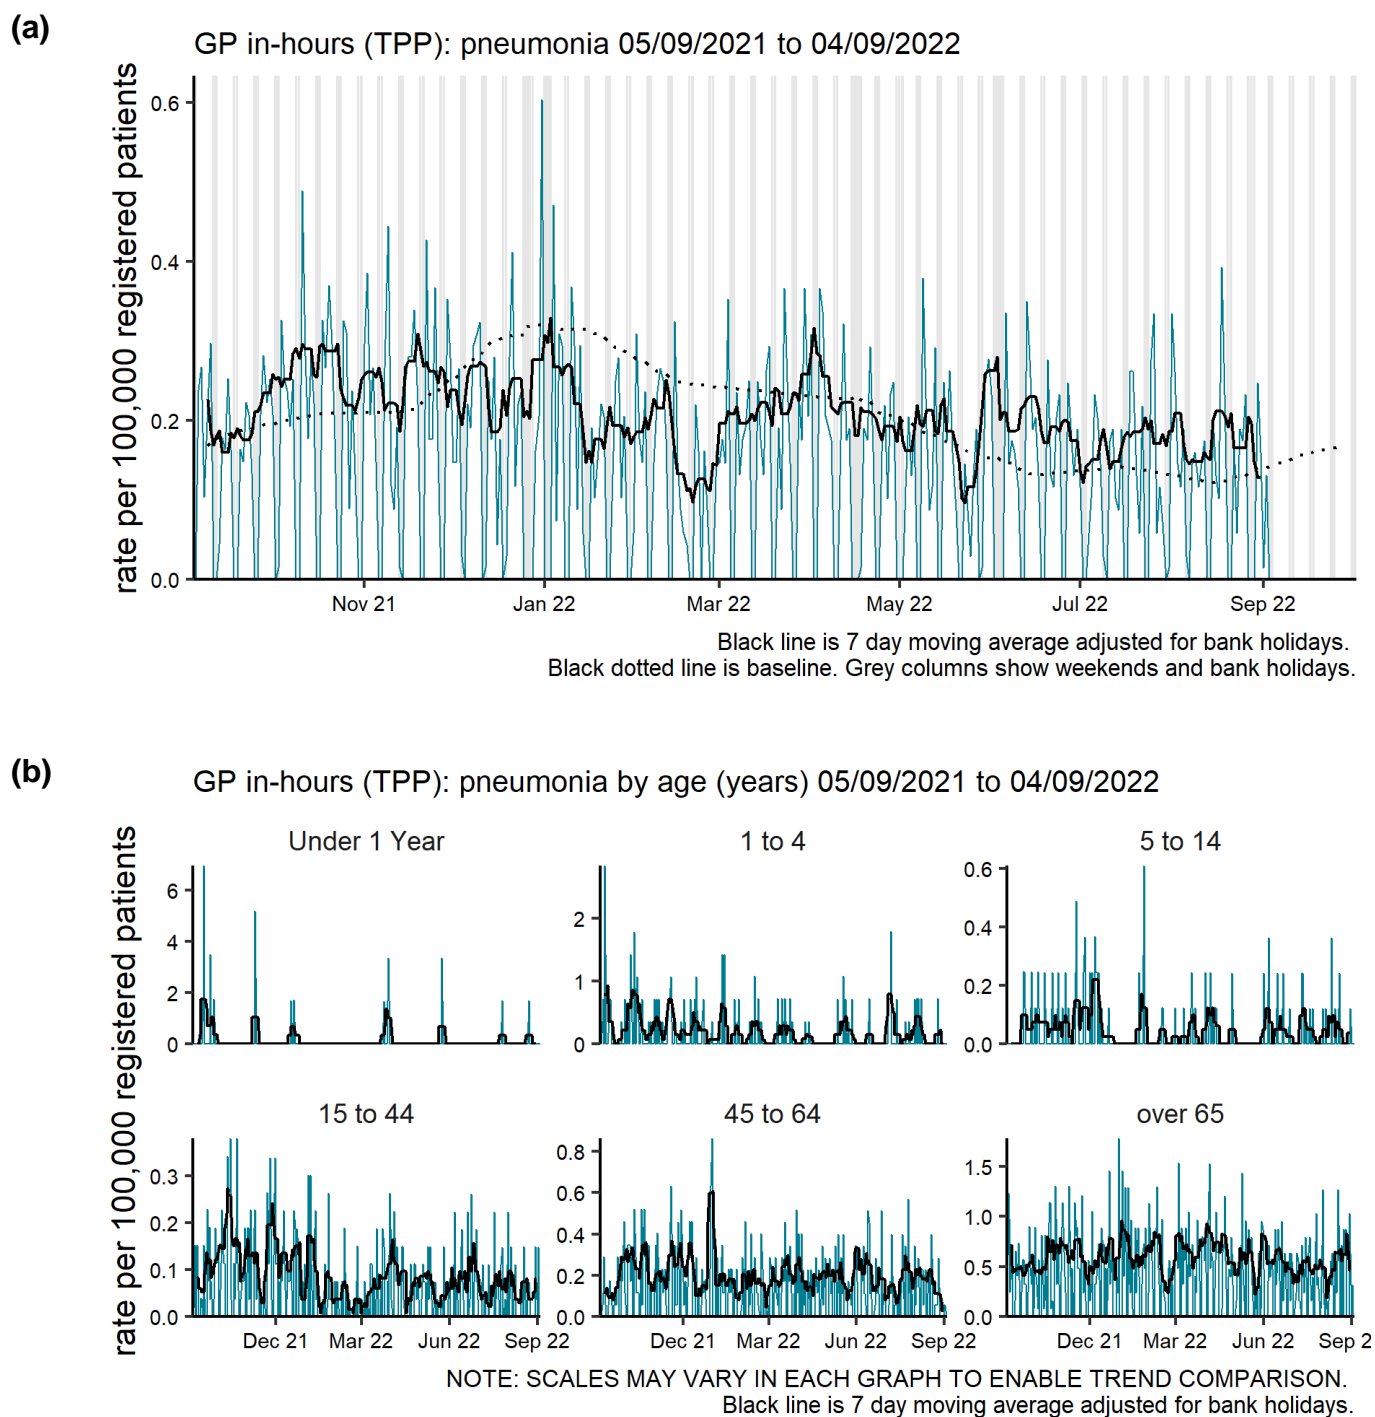 (a)
GP in-hours (TPP): pneumonia 05/09/2021 to 04/09/2022
rate per 100,000 registered patients
0.6
0.4
0.2
0.0
Nov 21 Jan 22 Mar 22 May 22 Jul 22 Sep 22
Black line is 7 day moving average adjusted for bank holidays.
Black dotted line is baseline. Grey columns show weekends and bank holidays.
(b)
GP in-hours (TPP): pneumonia by age (years) 05/09/2021 to 04/09/2022
rate per 100,000 registered patients
Under 1 Year
6
4
2
0
1 to 4
2
1
0
5 to 14
0.6
0.4
0.2
0.0
15 to 44
0.3
0.2
0.1
0.0
Dec 21 Mar 22 Jun 22 Sep 22
45 to 64
0.8
0.6
0.4
0.2
0.0
Dec 21 Mar 22 Jun 22 Sep 22
over 65
1.5
1.0
0.5
0.0
Dec 21 Mar 22 Jun 22 Sep 2
NOTE: SCALES MAY VARY IN EACH GRAPH TO ENABLE TREND COMPARISON.
Black line is 7 day moving average adjusted for bank holidays.